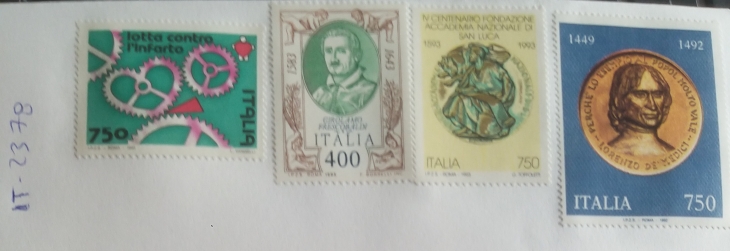 IT-2378
lotta contro
l'infarto
750
ITALIA
1583
1643
GIROLAMO
FRESCOBALDI
ITALIA
400
IV CENTENARIO FONDAZIONE
ACCADEMIA NAZIONALE DI
SAN LUCA
1593
1993
ITALIA
750
1449
1492
LORENZO DE MEDICI
ITALIA
750